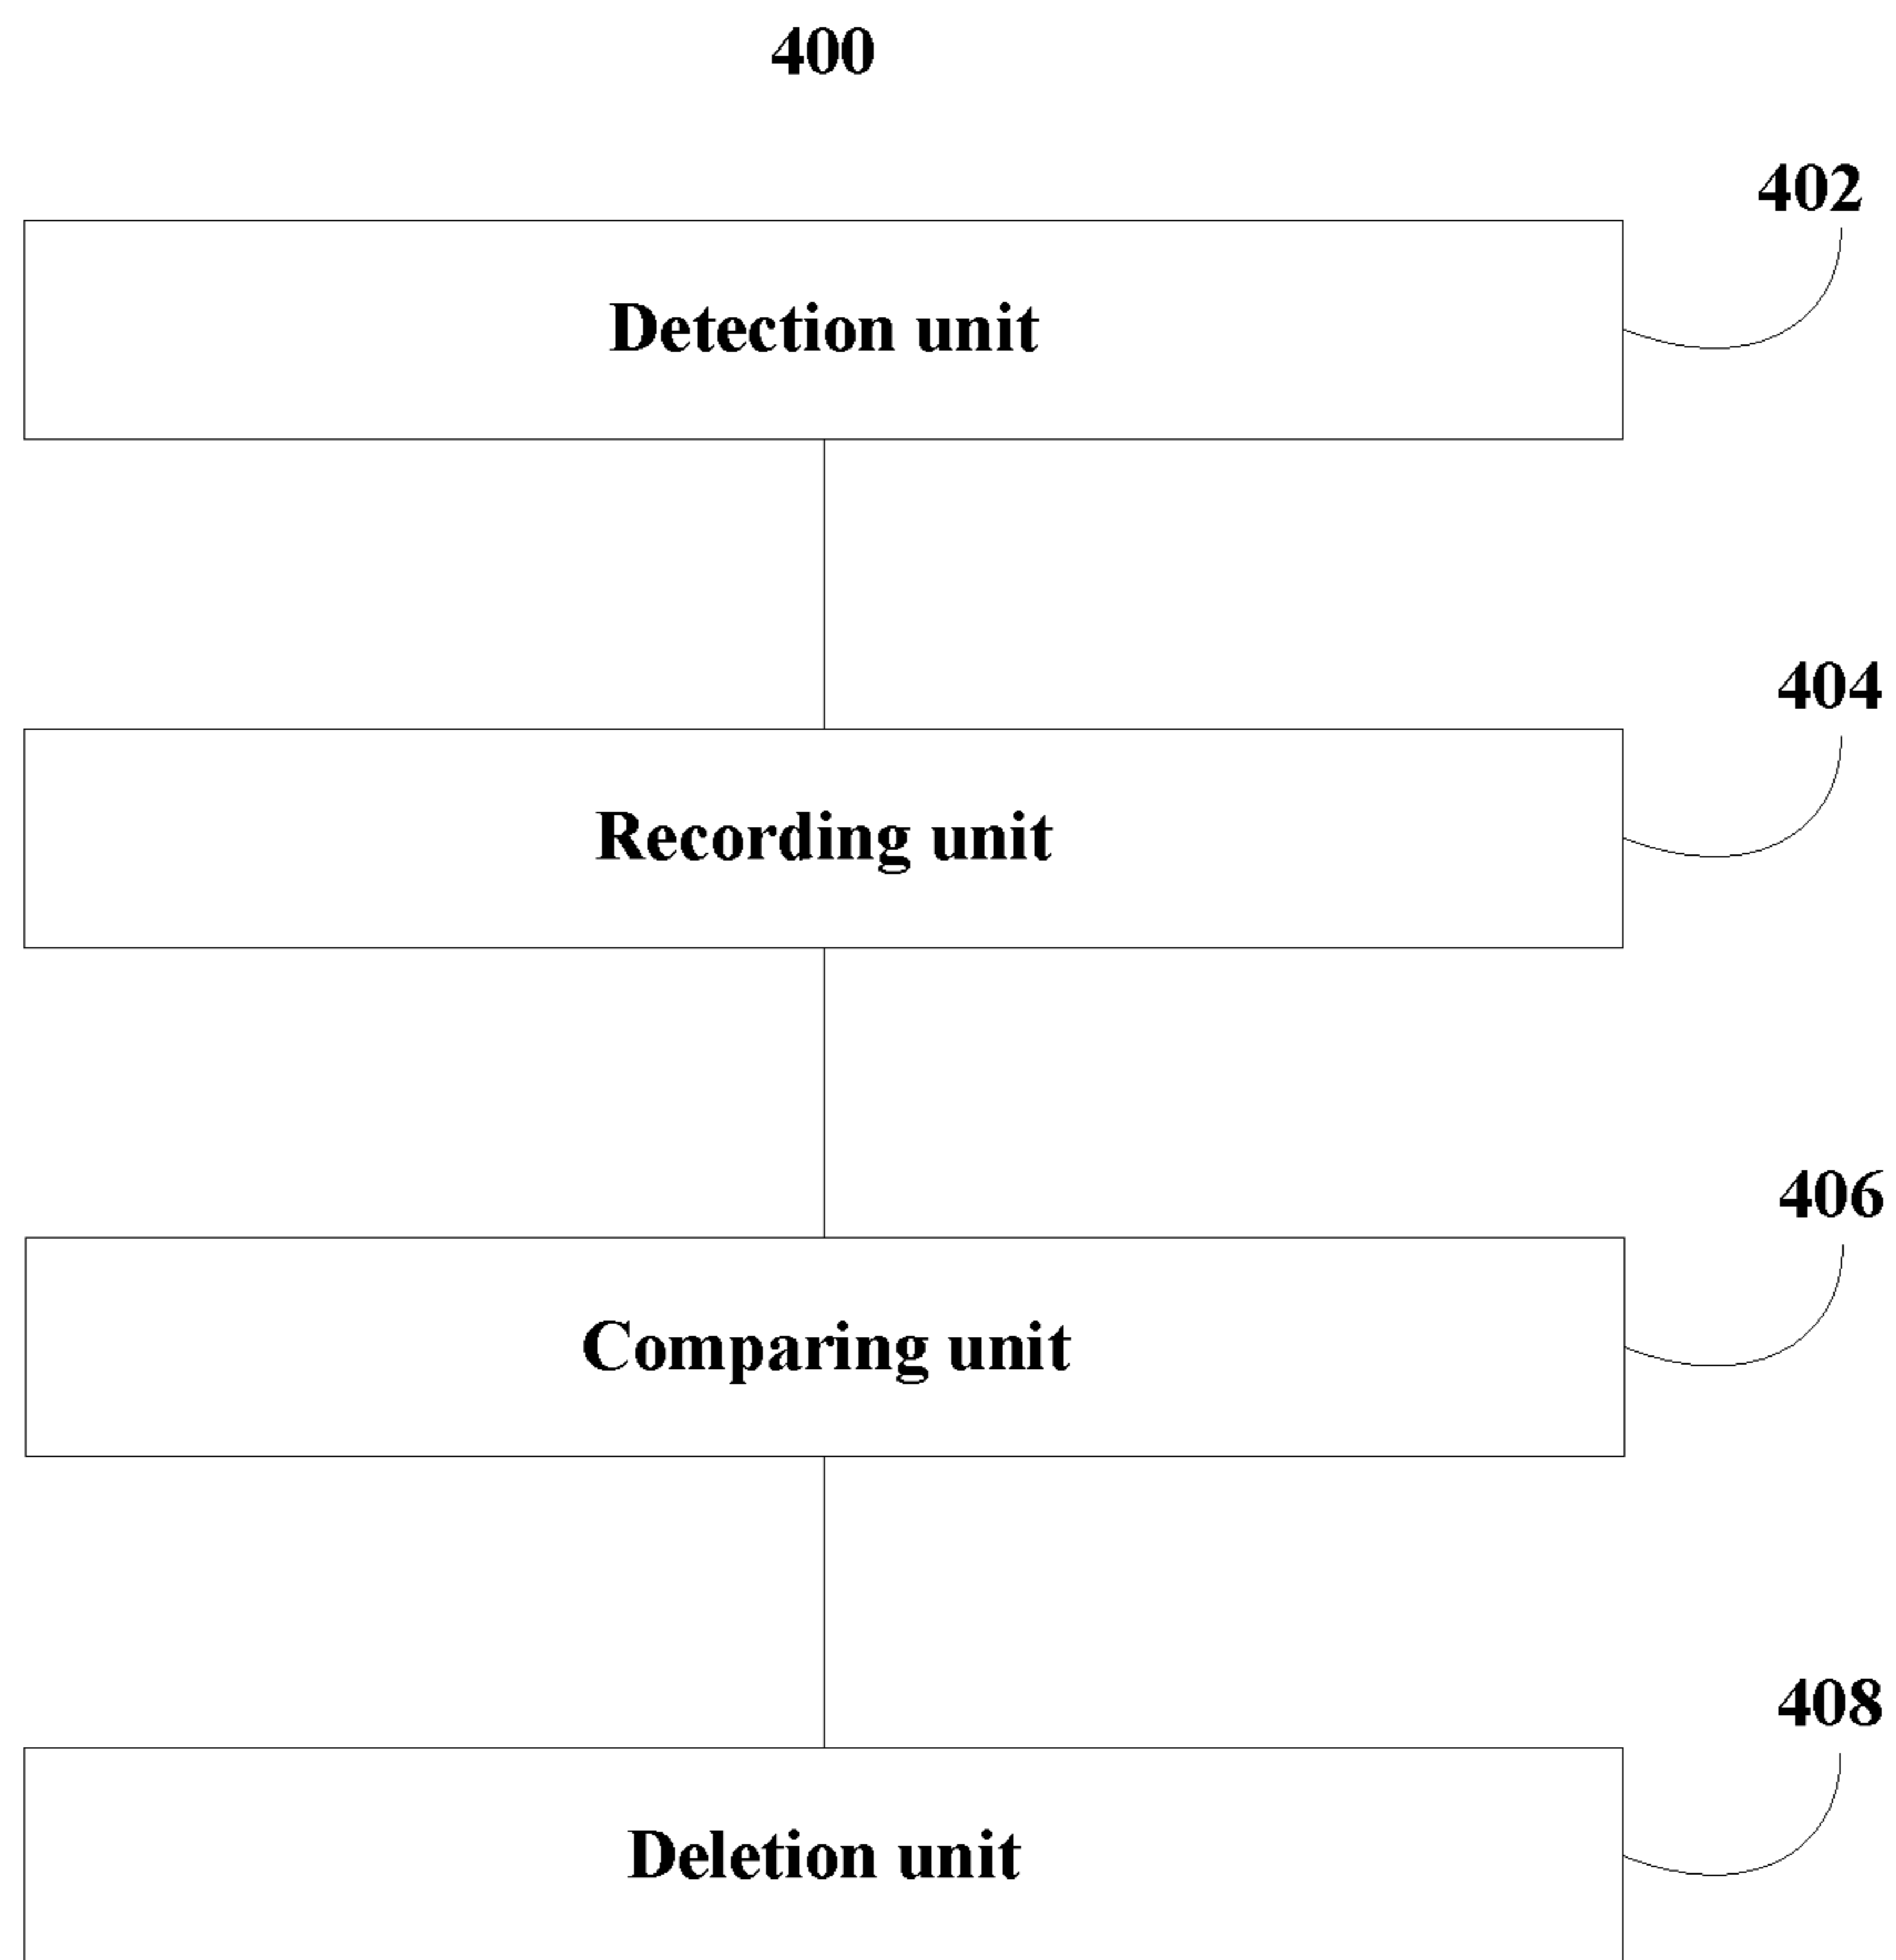 400
402
Detection unit
404
Recording unit
406
Comparing unit
408
Deletion unit